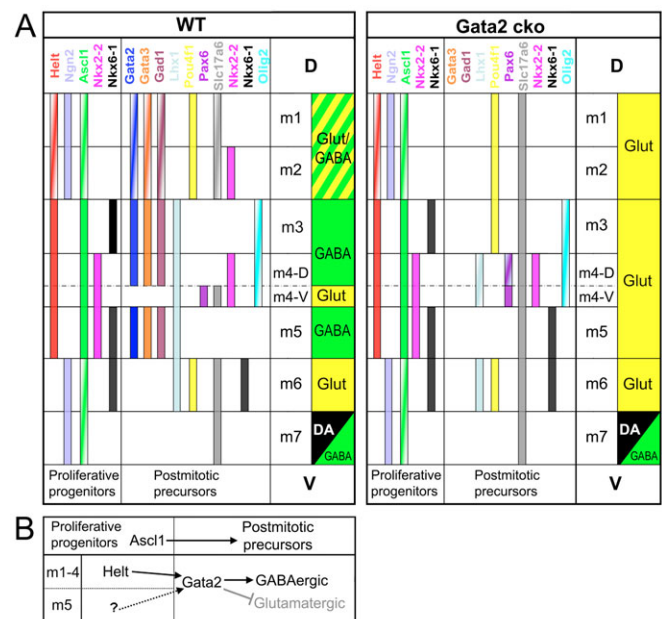 A
WT
Helt Ngn2 Ascl1 Nkx2-2 Nkx6-1 Gata2 Gata3 Gad1 Lhx1 Pou4f1 Pax6 Slc17a6 Nkx2-2 Nkx6-1 Olig2 D
m1 Glut/
GABA
m2
m3
GABA
m4-D
m4-V Glut
m5 GABA
m6 Glut
m7 DA
GABA
Proliferative progenitors
Postmitotic precursors
V
Gata2 cko
Helt Ngn2 Ascl1 Nkx2-2 Nkx6-1 Gata3 Gad1 Lhx1 Pou4f1 Pax6 Slc17a6 Nkx2-2 Nkx6-1 Olig2 D
m1
Glut
m2
m3
m4-D
Glut
m4-V
m5
m6 Glut
m7 DA
GABA
Proliferative progenitors
Postmitotic precursors
V
B
Proliferative progenitors
Ascl1
Postmitotic precursors
m1-4 Helt
Gata2 GABAergic
Glutamatergic
m5 ?